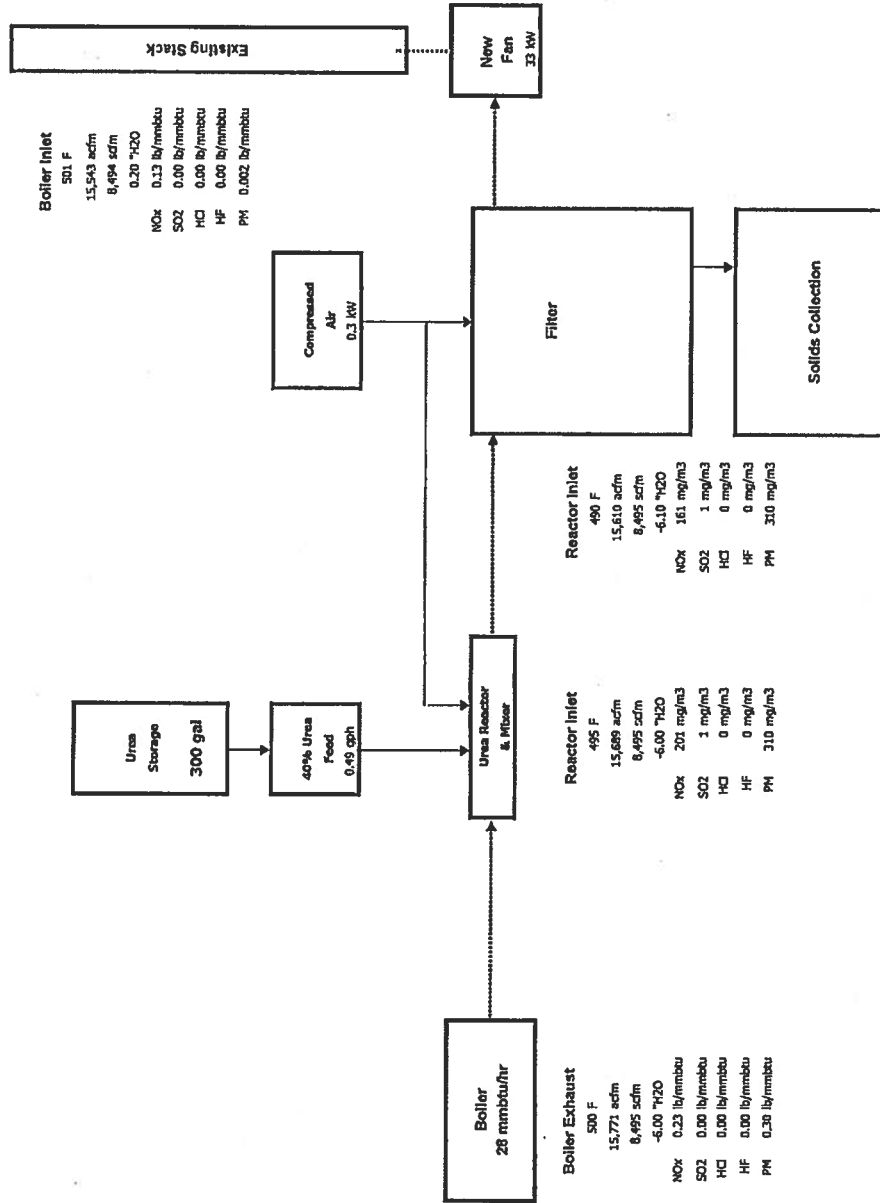 Urea
Storage
300 gal
40% Urea
Feed
0.49 gph
Compressed
Air
0.3 kW
Boiler Inlet
501 F
15,543 acfm
8,494 scfm
0.20 "H2O
NOx 0.13 lb/mmbtu
SO2 0.00 lb/mmbtu
HCl 0.00 lb/mmbtu
HF 0.00 lb/mmbtu
PM 0.002 lb/mmbtu
Existing Stack
Boiler
28 mmbtu/hr
Urea Reactor
& Mixer
Filter
New
Fan
33 kW
Boiler Exhaust
500 F
15,771 acfm
8,495 scfm
-6.00 "H2O
NOx 0.23 lb/mmbtu
SO2 0.00 lb/mmbtu
HCl 0.00 lb/mmbtu
HF 0.00 lb/mmbtu
PM 0.30 lb/mmbtu
Reactor Inlet
495 F
15,689 acfm
8,495 scfm
-6.00 "H2O
NOx 201 mg/m3
SO2 1 mg/m3
HCl 0 mg/m3
HF 0 mg/m3
PM 310 mg/m3
Reactor Inlet
490 F
15,610 acfm
8,495 scfm
-6.10 "H2O
NOx 161 mg/m3
SO2 1 mg/m3
HCl 0 mg/m3
HF 0 mg/m3
PM 310 mg/m3
Solids Collection